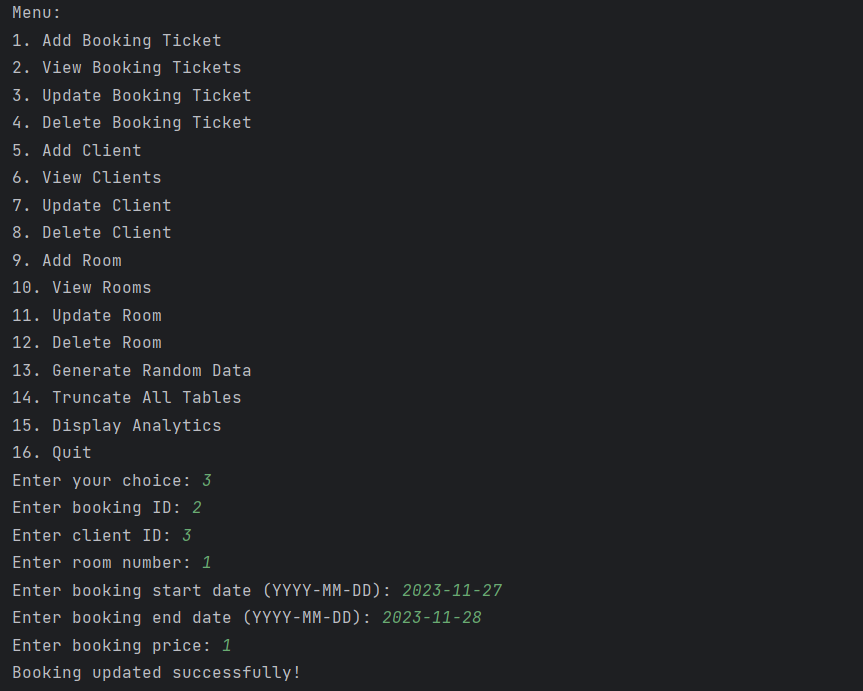 Menu:
1. Add Booking Ticket
2. View Booking Tickets
3. Update Booking Ticket
4. Delete Booking Ticket
5. Add Client
6. View Clients
7. Update Client
8. Delete Client
9. Add Room
10. View Rooms
11. Update Room
12. Delete Room
13. Generate Random Data
14. Truncate All Tables
15. Display Analytics
16. Quit
Enter your choice: 3
Enter booking ID: 2
Enter client ID: 3
Enter room number: 1
Enter booking start date (YYYY-MM-DD): 2023-11-27
Enter booking end date (YYYY-MM-DD): 2023-11-28
Enter booking price: 1
Booking updated successfully!